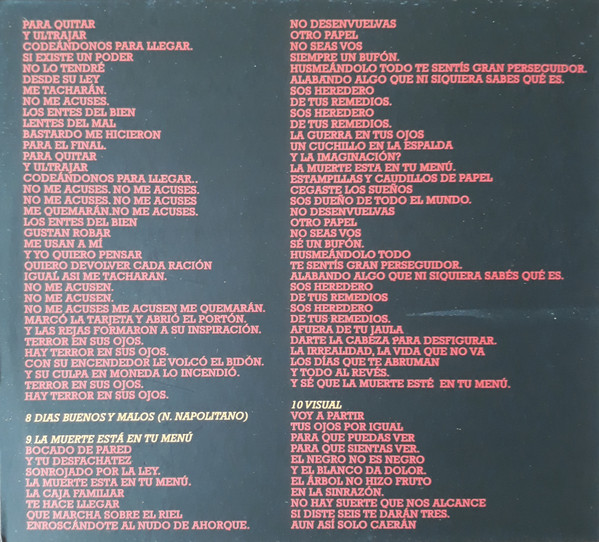 PARA QUITAR
Y ULTRAJAR
CODEÁNDONOS PARA LLEGAR.
SI EXISTE UN PODER
NO LO TENDRÉ
DESDE SU LEY
ME TACHARÁN.
NO ME ACUSES.
LOS ENTES DEL BIEN
LENTES DEL MAL
BASTARDO ME HICIERON
PARA EL FINAL.
PARA QUITAR
Y ULTRAJAR
CODEÁNDONOS PARA LLEGAR..
NO ME ACUSES. NO ME ACUSES.
NO ME ACUSES. NO ME ACUSES
ME QUEMARÁN.NO ME ACUSES.
LOS ENTES DEL BIEN
GUSTAN ROBAR
ME USAN A MÍ
Y YO QUIERO PENSAR
QUIERO DEVOLVER CADA RACIÓN
IGUAL ASI ME TACHARAN.
NO ME ACUSEN.
NO ME ACUSEN.
NO ME ACUSES ME ACUSEN ME QUEMARÁN.
MARCÓ LA TARJETA Y ABRIÓ EL PORTÓN.
Y LAS REJAS FORMARON A SU INSPIRACIÓN.
TERROR EN SUS OJOS.
HAY TERROR EN SUS OJOS.
CON SU ENCENDEDOR LE VOLCÓ EL BIDÓN.
Y SU CULPA EN MONEDA LO INCENDIÓ.
TERROR EN SUS OJOS.
HAY TERROR EN SUS OJOS.
8 DIAS BUENOS Y MALOS (N. NAPOLITANO)
9 LA MUERTE ESTÁ EN TU MENÚ
BOCADO DE PARED
Y TU DESFACHATEZ
SONROJADO POR LA LEY.
LA MUERTE ESTA EN TU MENÚ.
LA CAJA FAMILIAR
TE HACE LLEGAR
QUE MARCHA SOBRE EL RIEL
ENROSCÁNDOTE AL NUDO DE AHORQUE.
NO DESENVUELVAS
OTRO PAPEL
NO SEAS VOS
SIEMPRE UN BUFÓN.
HUSMEÁNDOLO TODO TE SENTÍS GRAN PERSEGUIDOR.
ALABANDO ALGO QUE NI SIQUIERA SABES QUÉ ES.
SOS HEREDERO
DE TUS REMEDIOS.
SOS HEREDERO
DE TUS REMEDIOS.
LA GUERRA EN TUS OJOS
UN CUCHILLO EN LA ESPALDA
Y LA IMAGINACIÓN?
LA MUERTE ESTA EN TU MENÚ.
ESTAMPILLAS Y CAUDILLOS DE PAPEL
CEGASTE LOS SUEÑOS
SOS DUEÑO DE TODO EL MUNDO.
NO DESENVUELVAS
OTRO PAPEL
NO SEAS VOS
SÉ UN BUFÓN.
HUSMEÁNDOLO TODO
TE SENTÍS GRAN PERSEGUIDOR.
ALABANDO ALGO QUE NI SIQUIERA SABÉS QUÉ ES.
SOS HEREDERO
DE TUS REMEDIOS
SOS HEREDERO
DE TUS REMEDIOS.
AFUERA DE TU JAULA
DARTE LA CABEZA PARA DESFIGURAR.
LA IRREALIDAD, LA VIDA QUE NO VA
LOS DÍAS QUE TE ABRUMAN
Y TODO AL REVÉS.
Y SÉ QUE LA MUERTE ESTÉ EN TU MENÚ.
10 VISUAL
VOY A PARTIR
TUS OJOS POR IGUAL
PARA QUE PUEDAS VER
PARA QUE SIENTAS VER.
EL NEGRO NO ES NEGRO
Y EL BLANCO DA DOLOR.
EL ÁRBOL NO HIZO FRUTO
EN LA SINRAZÓN.
NO HAY SUERTE QUE NOS ALCANCE
SI DISTE SEIS TE DARÁN TRES.
AUN ASÍ SOLO CAERÁN